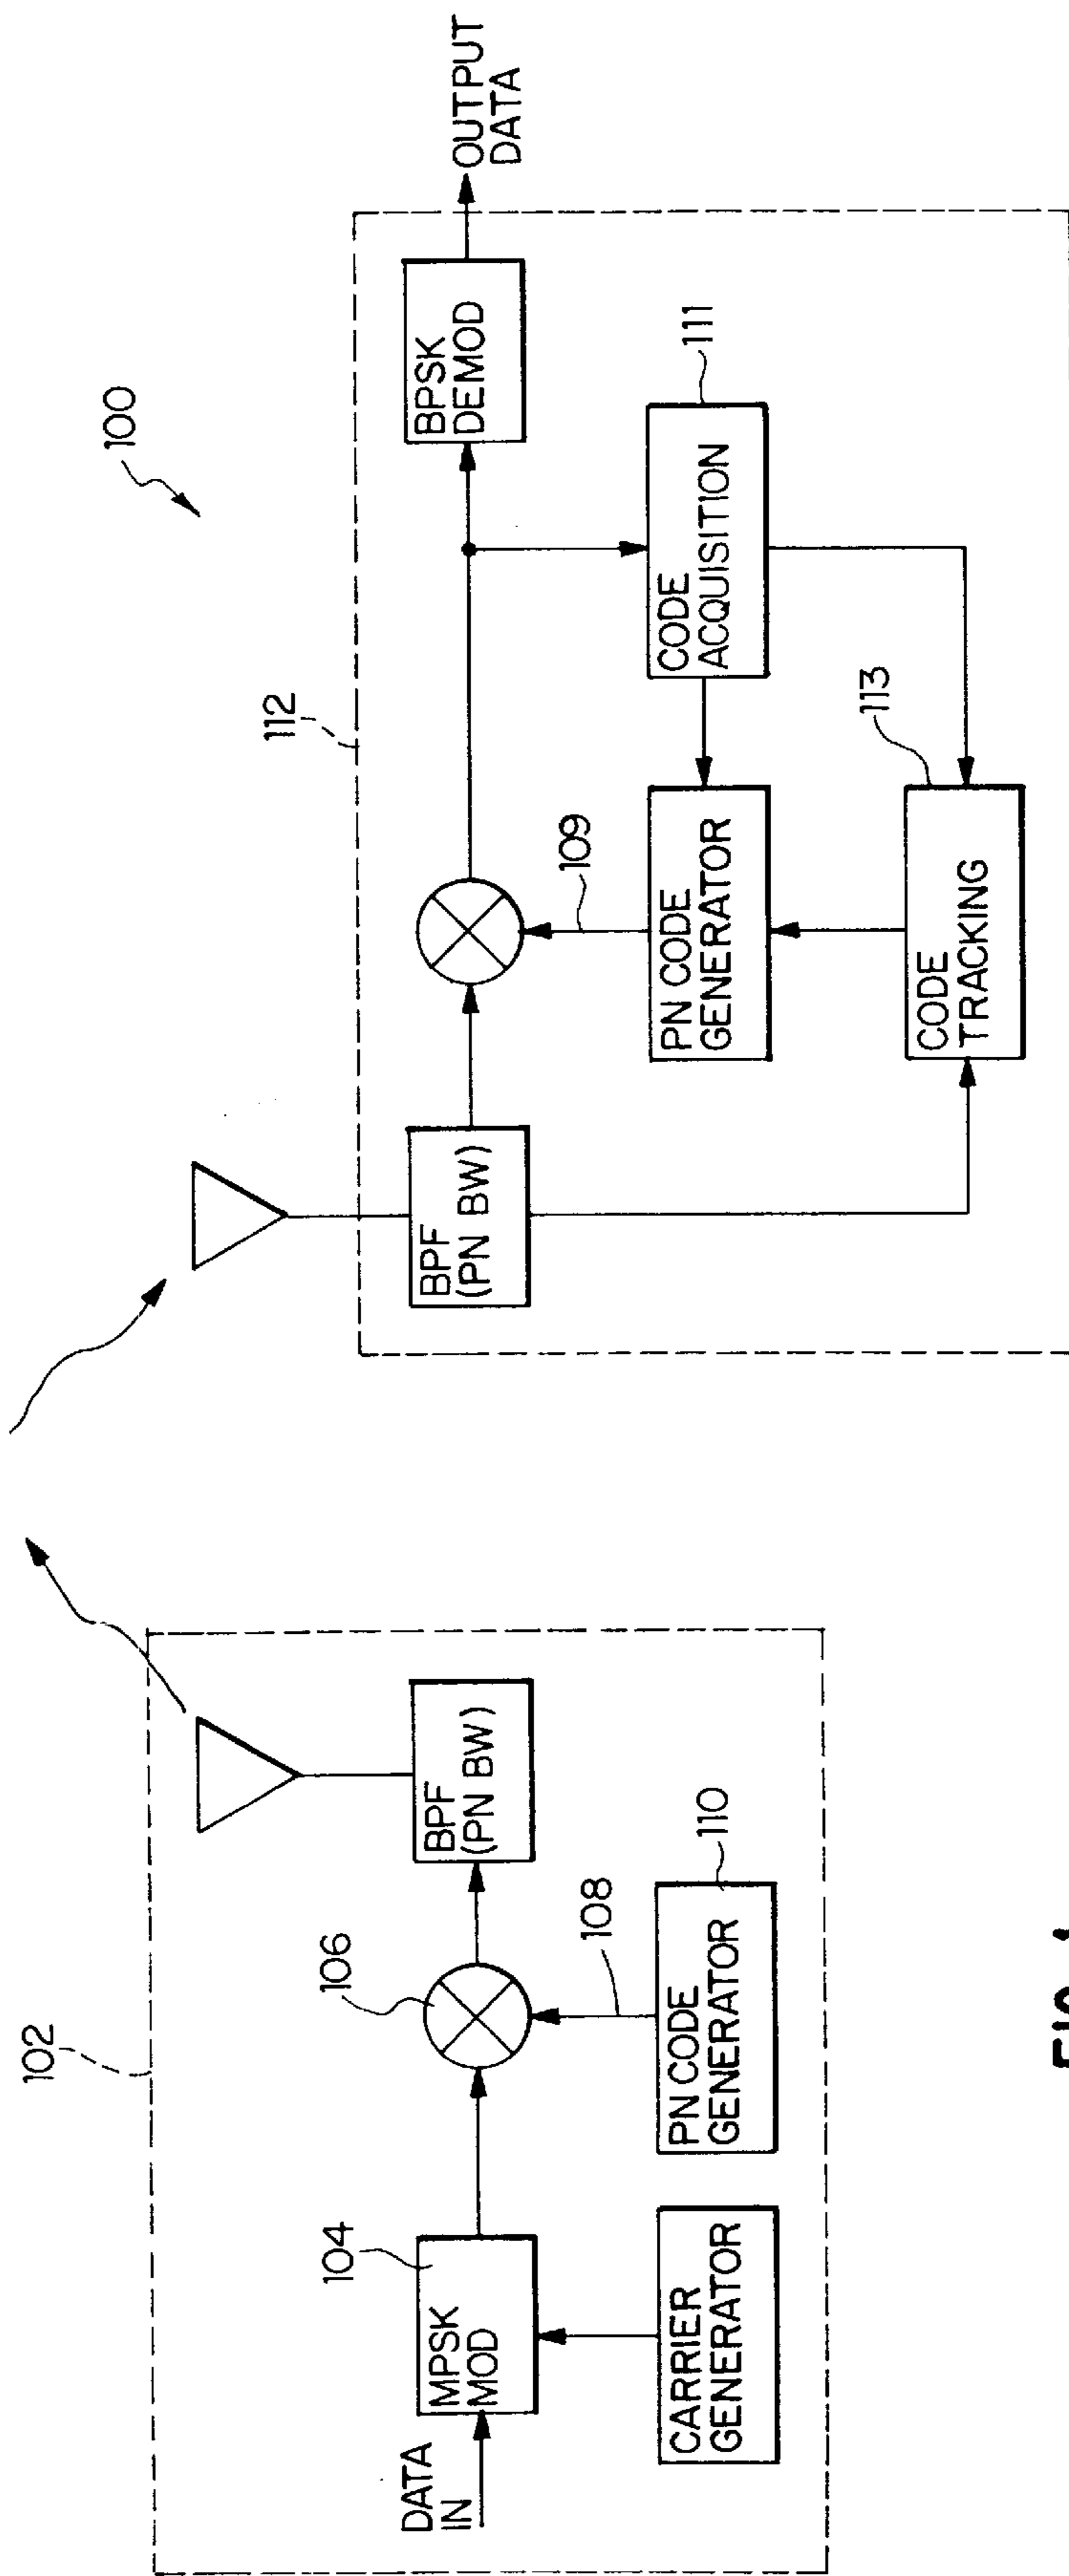 100
102
DATA
IN
MPSK
MOD
104
CARRIER
GENERATOR
106
108
PN CODE
GENERATOR
110
BPF
(PN BW)
112
BPF
(PN BW)
109
PN CODE
GENERATOR
CODE
TRACKING
113
CODE
ACQUISITION
111
BPSK
DEMOD
OUTPUT
DATA